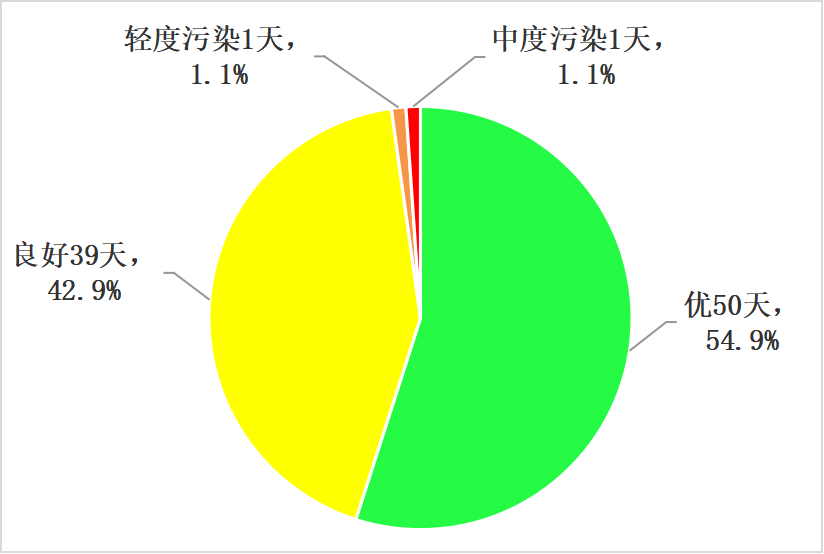 轻度污染1天，
1.1%
中度污染1天，
1.1%
良好39天，
42.9%
优50天，
54.9%